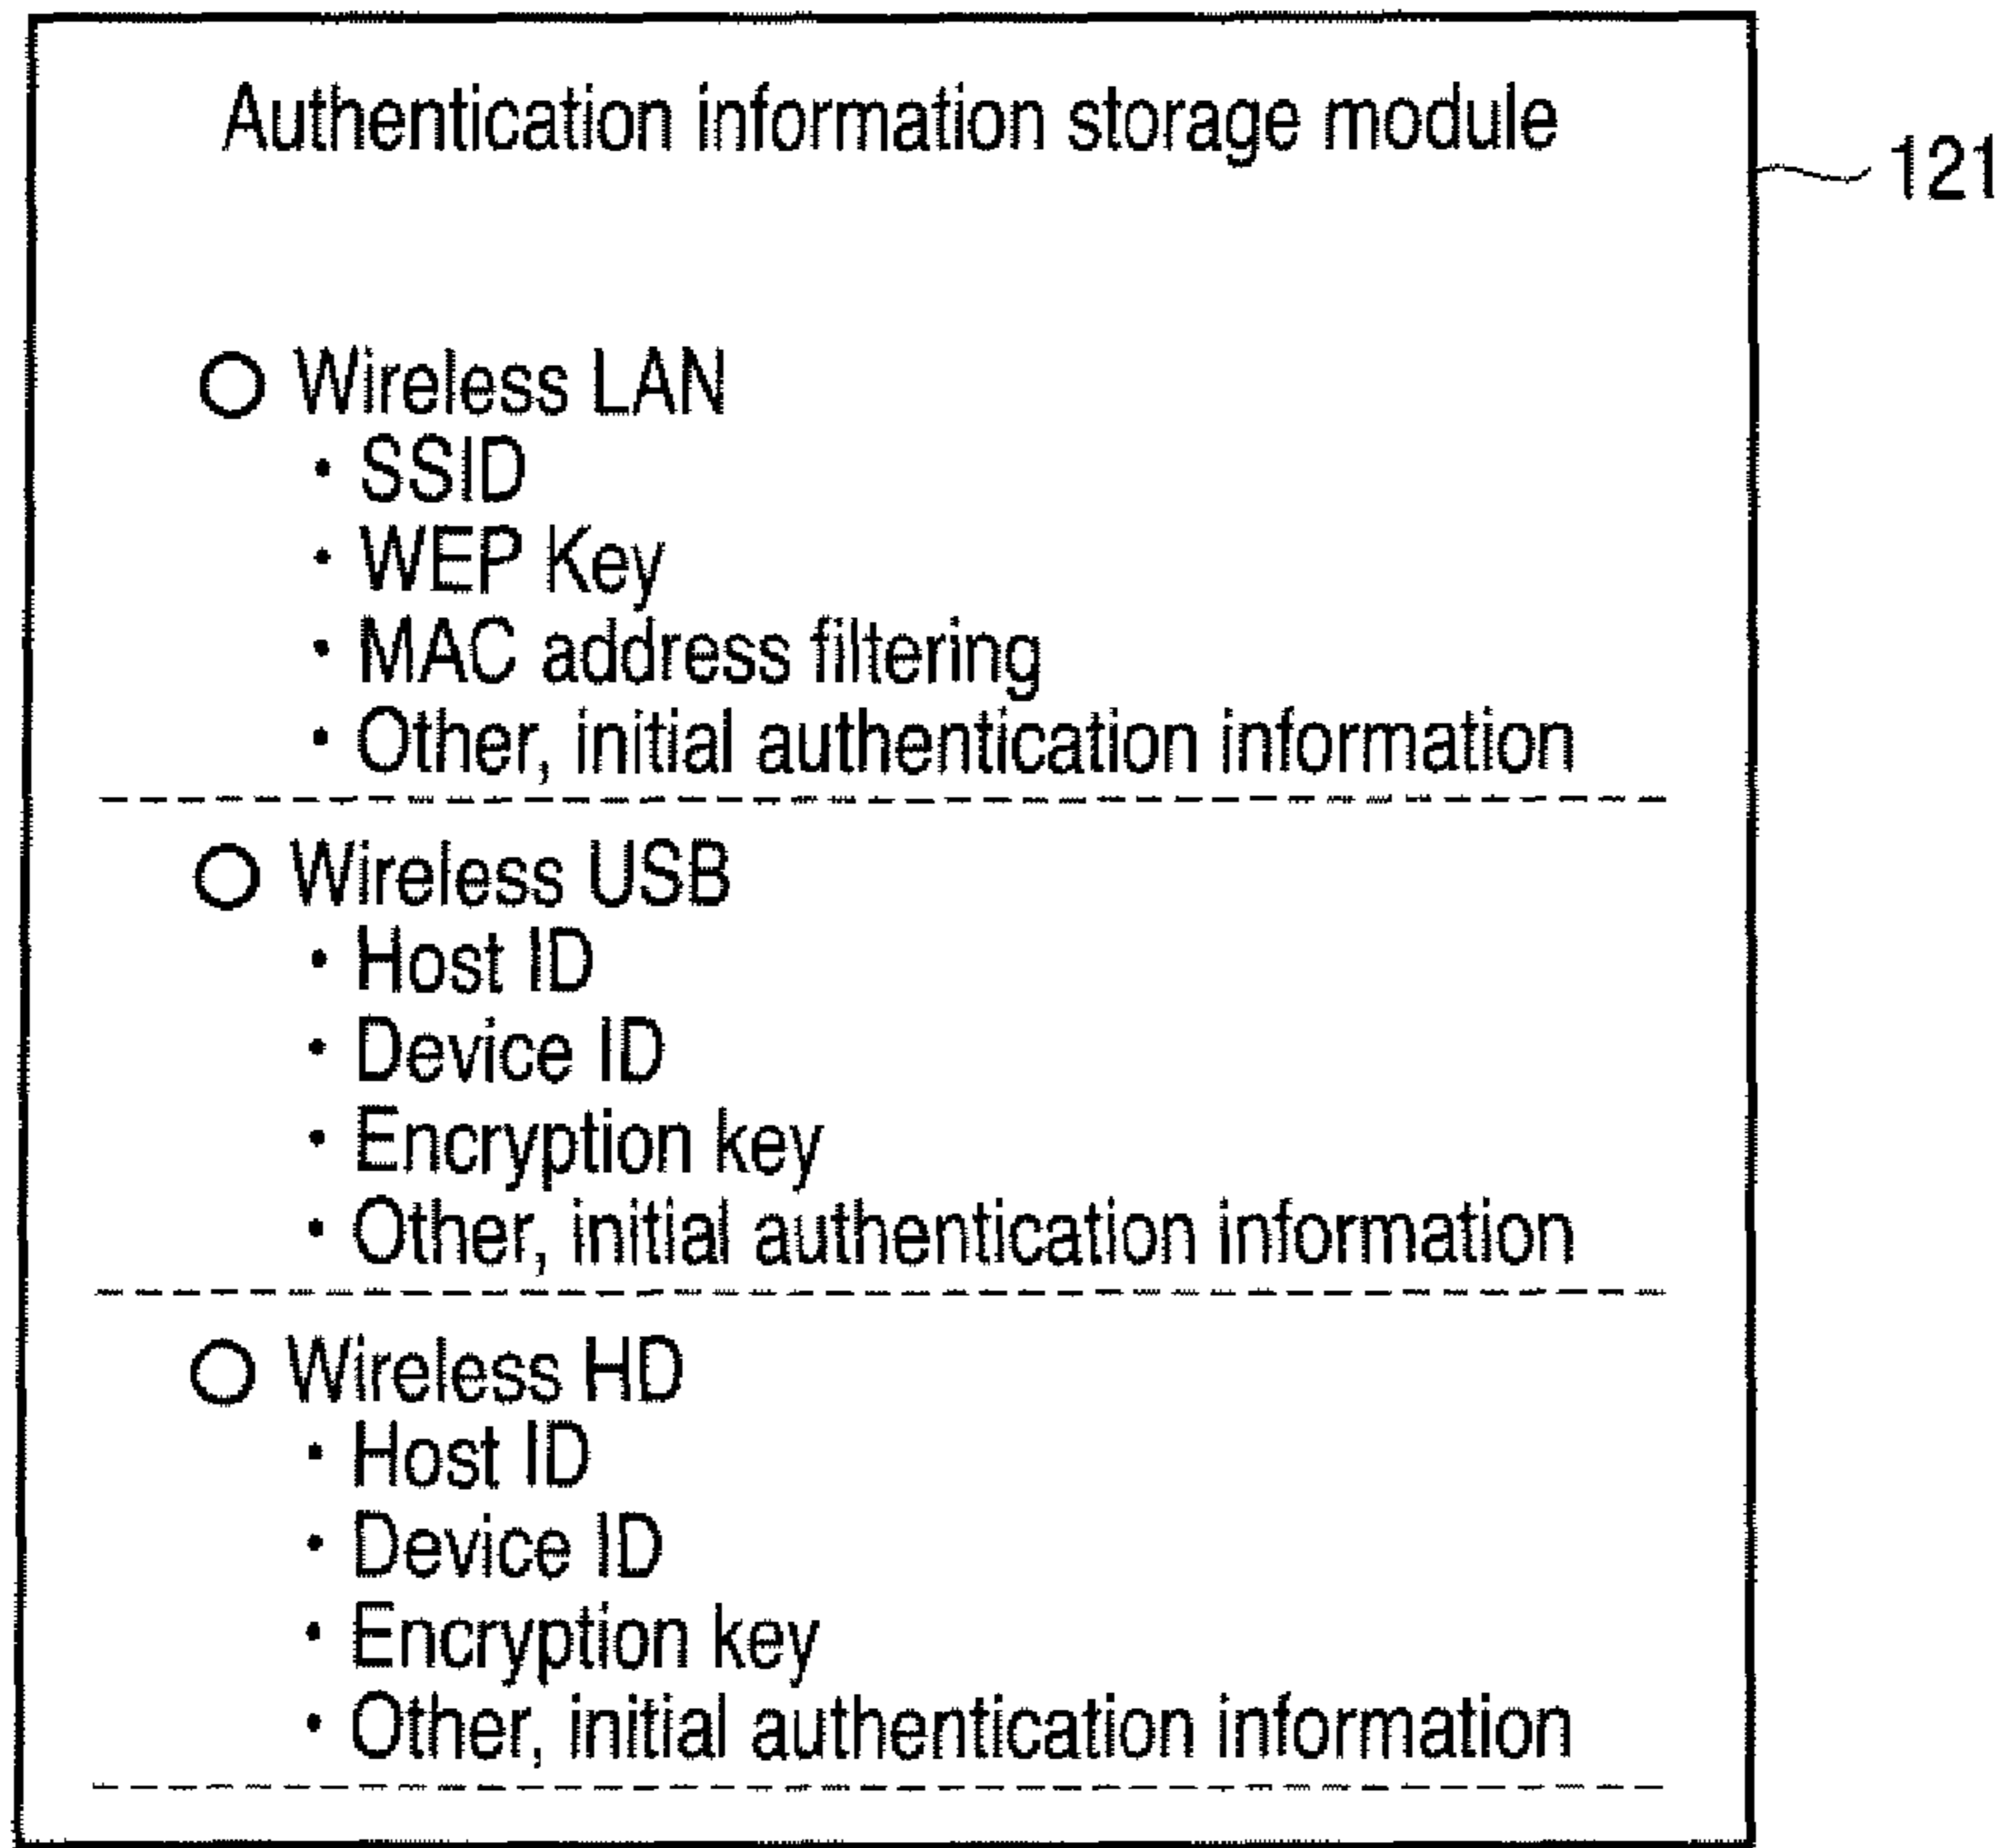 Authentication information storage module
121
○ Wireless LAN
・SSID
・WEP Key
・MAC address filtering
・Other, initial authentication information
○ Wireless USB
・Host ID
・Device ID
・Encryption key
・Other, initial authentication information
○ Wireless HD
・Host ID
・Device ID
・Encryption key
・Other, initial authentication information